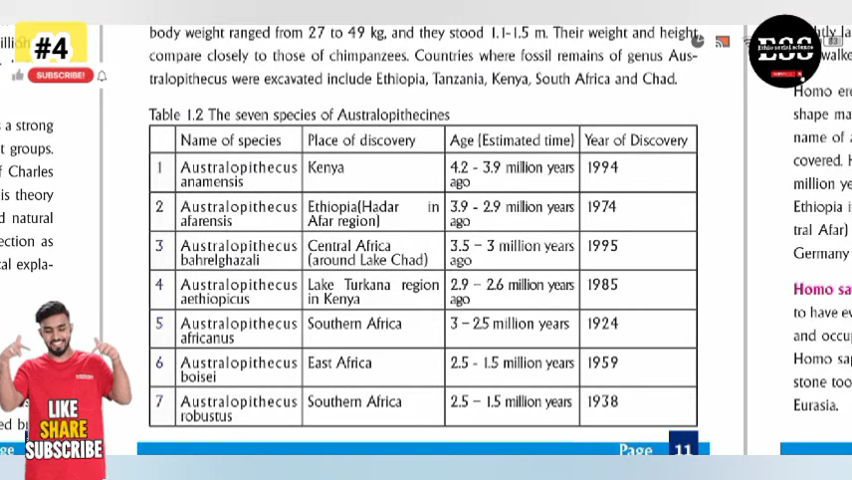 #4
SUBSCRIBE!
a strong
t groups.
f Charles
is theory
d natural
ection as
cal expla-
body weight ranged from 27 to 49 kg, and they stood 1.1-1.5 m. Their weight and height
compare closely to those of chimpanzees. Countries where fossil remains of genus Aus-
tralopithecus were excavated include Ethiopia, Tanzania, Kenya, South Africa and Chad.
Table 1.2 The seven species of Australopithecines
Name of species Place of discovery Age (Estimated time) Year of Discovery
1 Australopithecus anamensis Kenya 4.2 - 3.9 million years ago 1994
2 Australopithecus afarensis Ethiopia(Hadar in Afar region) 3.9 - 2.9 million years ago 1974
3 Australopithecus bahrelghazali Central Africa (around Lake Chad) 3.5 – 3 million years ago 1995
4 Australopithecus aethiopicus Lake Turkana region in Kenya 2.9 – 2.6 million years ago 1985
5 Australopithecus africanus Southern Africa 3 – 2.5 million years 1924
6 Australopithecus boisei East Africa 2.5 - 1.5 million years 1959
7 Australopithecus robustus Southern Africa 2.5 – 1.5 million years 1938
Page 11
ESS
Ethio social science
Homo ere
shape ma
name of a
covered. H
million ye
Ethiopia i
tral Afar)
Germany
Homo sa
to have ev
and occup
Homo sap
stone too
Eurasia.
LIKE
SHARE
SUBSCRIBE